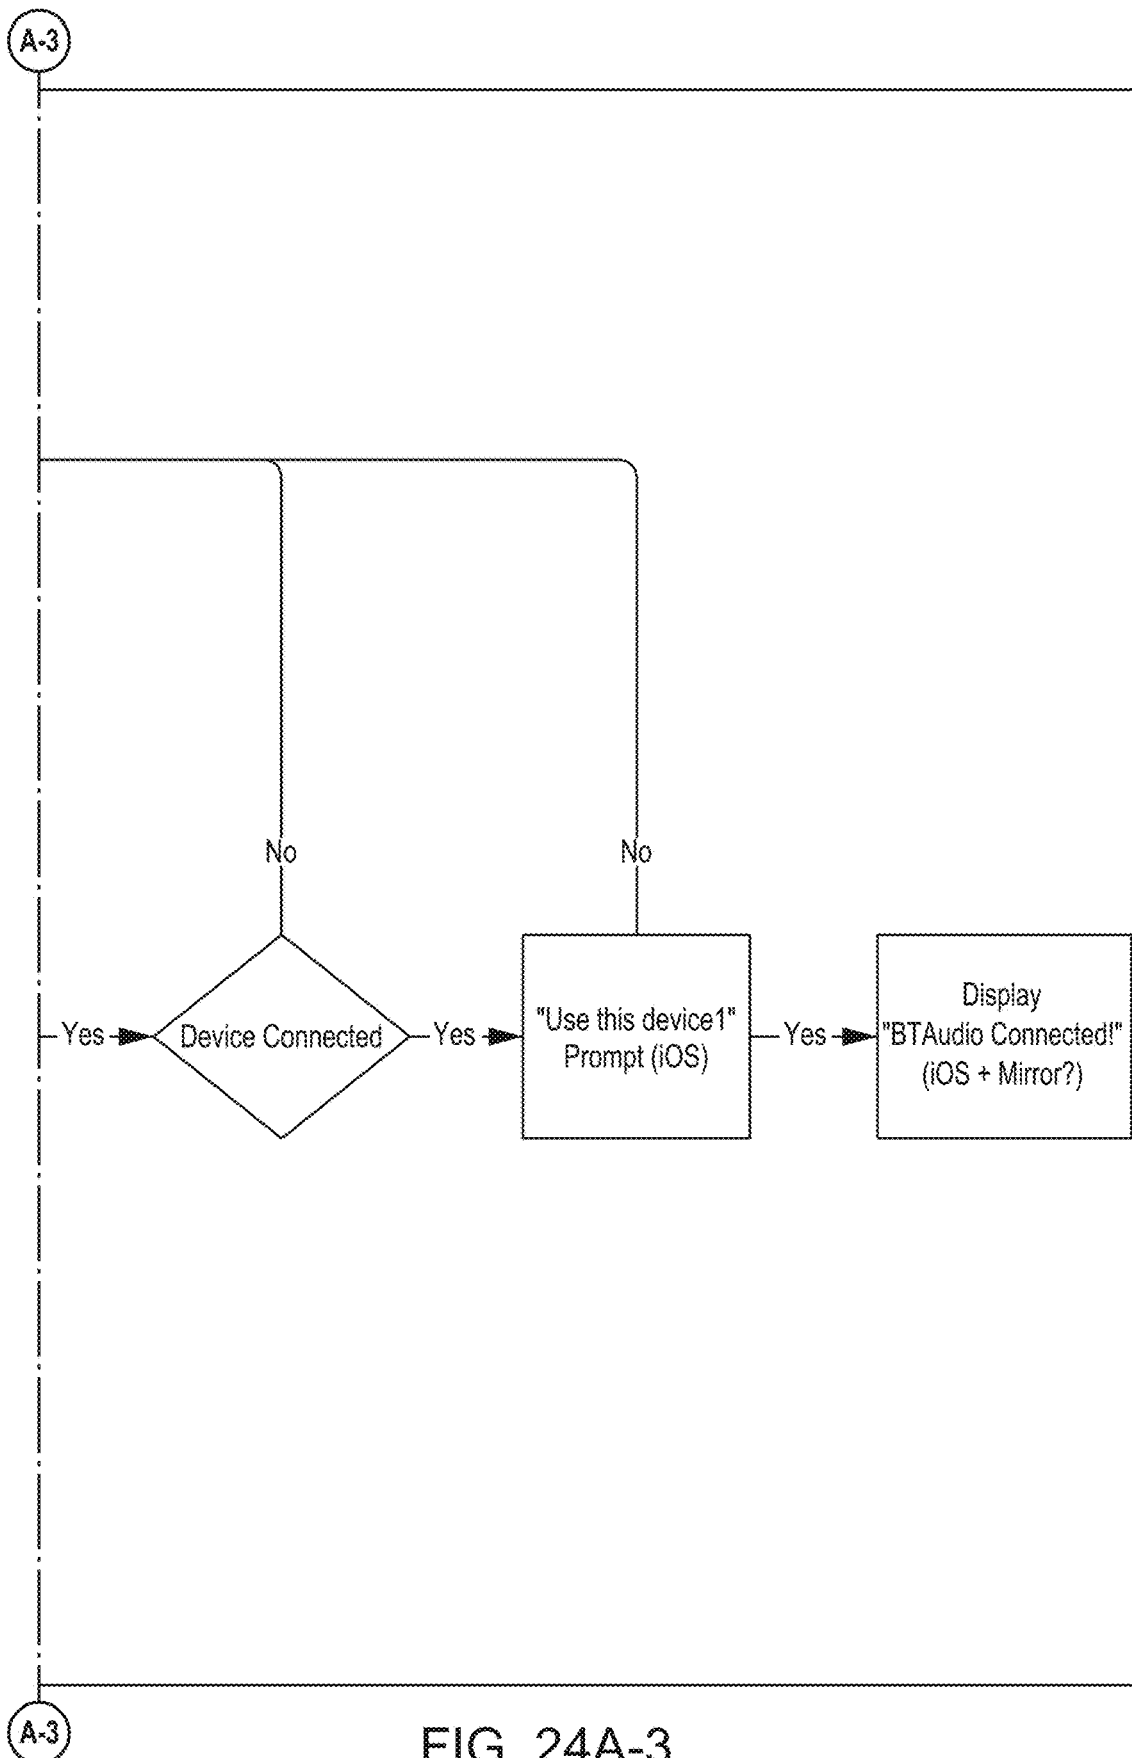 A-3
No
No
Yes
Device Connected
Yes
"Use this device1"
Prompt (iOS)
Yes
Display
"BTAudio Connected!"
(iOS + Mirror?)
A-3
FIG. 24A-3